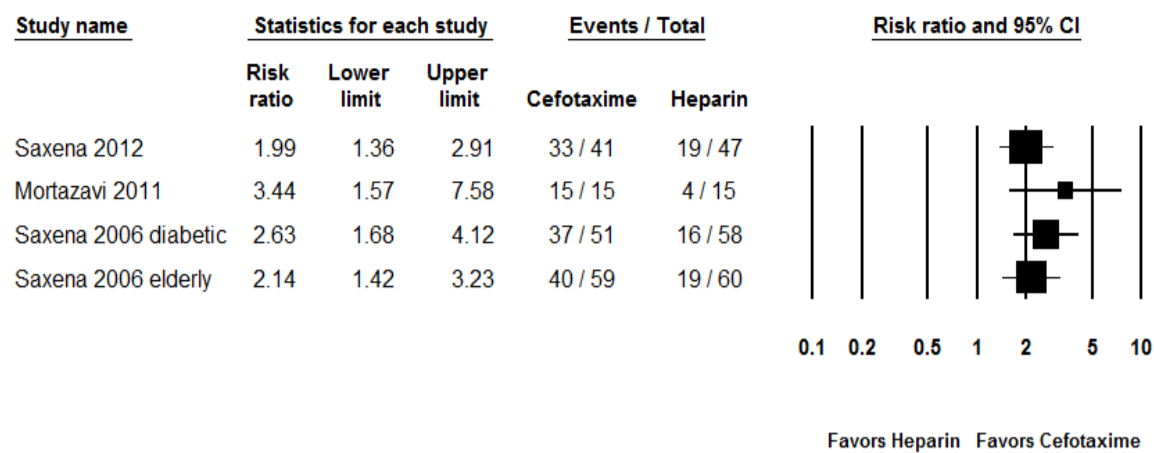 Study name Statistics for each study Events / Total Risk ratio and 95% CI
Risk Lower Upper
ratio limit limit Cefotaxime Heparin
Saxena 2012 1.99 1.36 2.91 33 / 41 19 / 47
Mortazavi 2011 3.44 1.57 7.58 15 / 15 4 / 15
Saxena 2006 diabetic 2.63 1.68 4.12 37 / 51 16 / 58
Saxena 2006 elderly 2.14 1.42 3.23 40 / 59 19 / 60
0.1 0.2 0.5 1 2 5 10
Favors Heparin Favors Cefotaxime